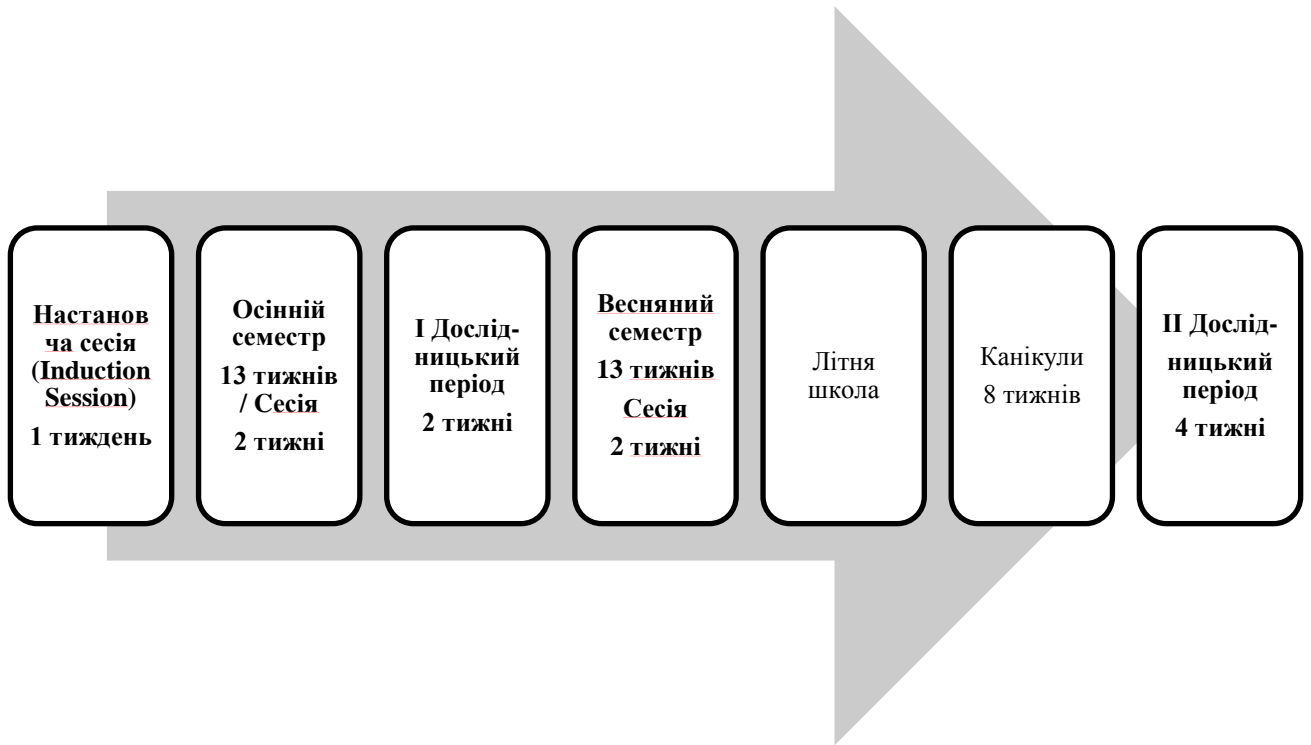 Настанов
ча сесія
(Induction
Session)
1 тиждень
Осінній
семестр
13 тижнів
/ Сесія
2 тижні
І Дослід-
ницький
період
2 тижні
Весняний
семестр
13 тижнів
Сесія
2 тижні
Літня
школа
Канікули
8 тижнів
ІІ Дослід-
ницький
період
4 тижні